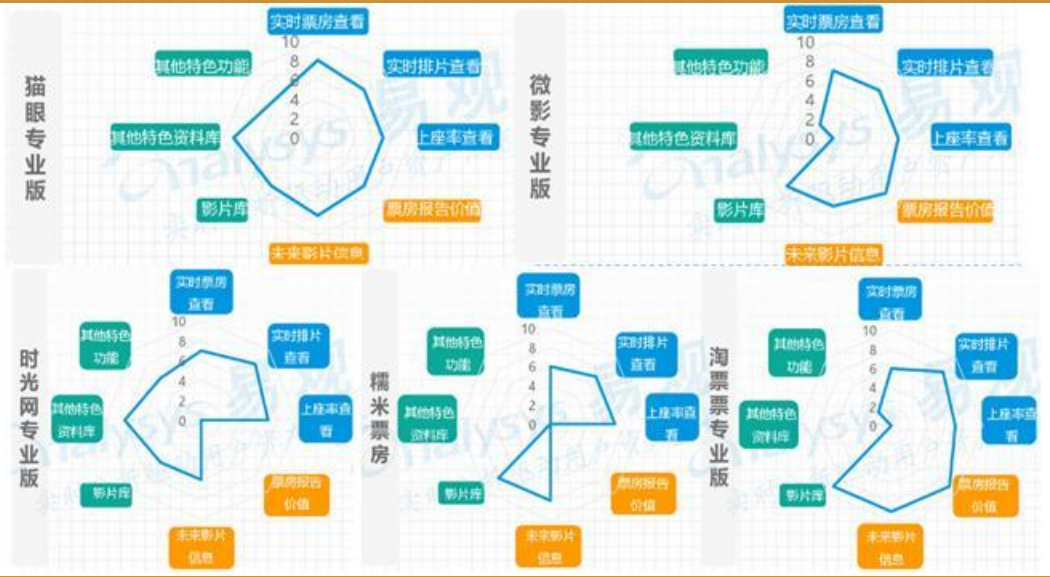 猫眼专业版
实时票房查看
实时排片查看
上座率查看
票房报告价值
未来影片信息
影片库
其他特色资料库
其他特色功能
10
8
6
4
2
0
微影专业版
实时票房查看
实时排片查看
上座率查看
票房报告价值
未来影片信息
影片库
其他特色资料库
其他特色功能
10
8
6
4
2
0
时光网专业版
实时票房
查看
实时排片
查看
上座率查
看
票房报告
价值
未来影片
信息
影片库
其他特色
资料库
其他特色
功能
10
8
6
4
2
0
糯米票房
实时票房
查看
实时排片
查看
上座率查
看
票房报告
价值
未来影片
信息
影片库
其他特色
资料库
其他特色
功能
10
8
6
4
2
0
淘票票专业版
实时票房
查看
实时排片
查看
上座率查
看
票房报告
价值
未来影片
信息
影片库
其他特色
资料库
其他特色
功能
10
8
6
4
2
0
analysys 易观